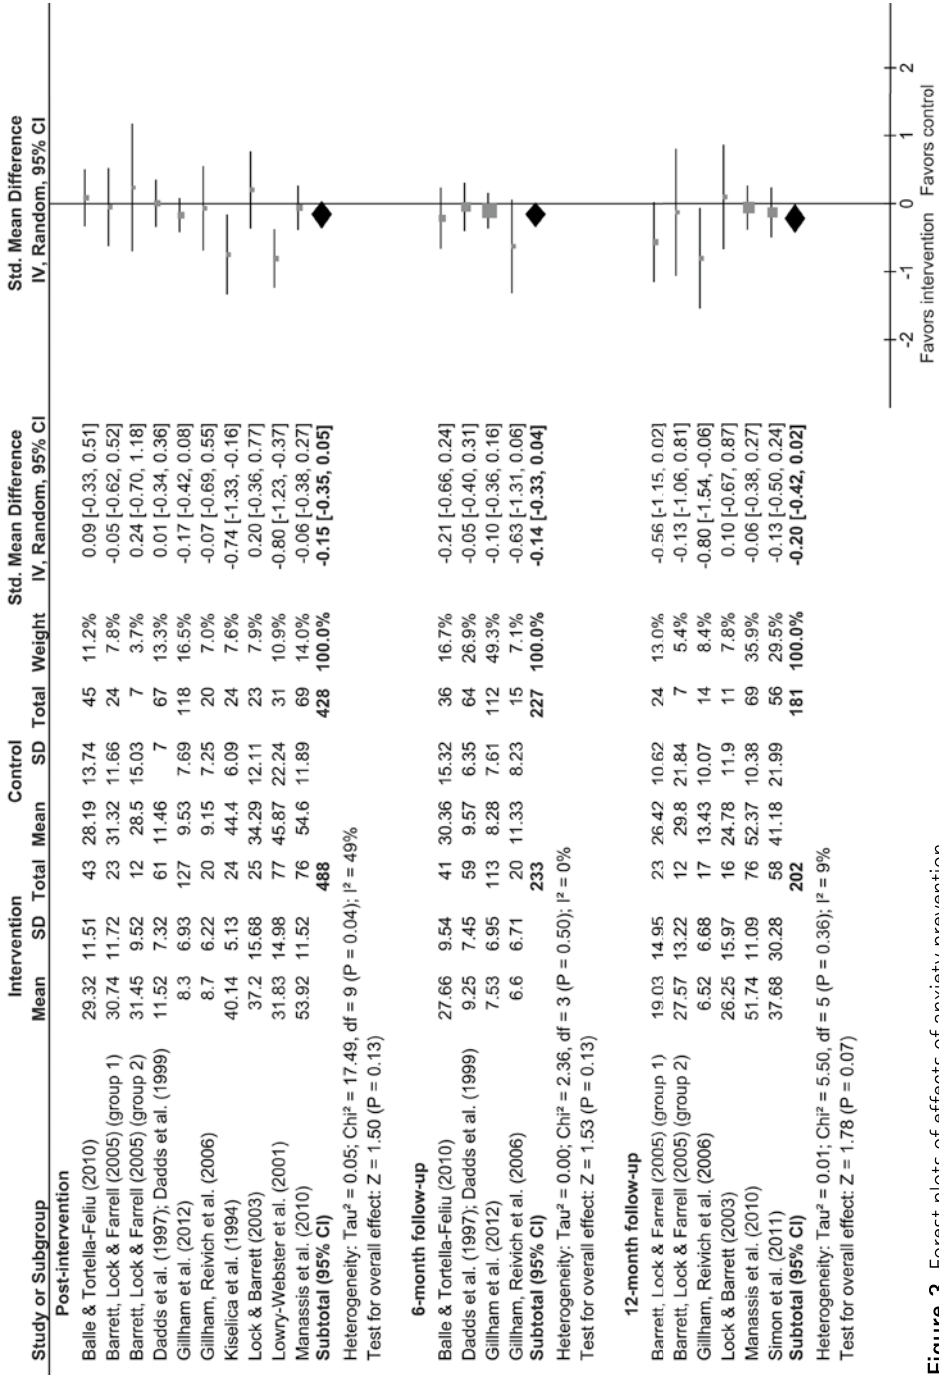 Intervention Control Std. Mean Difference Std. Mean Difference
Study or Subgroup Mean SD Total Mean SD Total Weight IV, Random, 95% CI IV, Random, 95% CI
Post-intervention
Balle & Tortella-Feliu (2010) 29.32 11.51 43 28.19 13.74 45 11.2% 0.09 [-0.33, 0.51]
Barrett, Lock & Farrell (2005) (group 1) 30.74 11.72 23 31.32 11.66 24 7.8% -0.05 [-0.62, 0.52]
Barrett, Lock & Farrell (2005) (group 2) 31.45 9.52 12 28.5 15.03 7 3.7% 0.24 [-0.70, 1.18]
Dadds et al. (1997); Dadds et al. (1999) 11.52 7.32 61 11.46 7 67 13.3% 0.01 [-0.34, 0.36]
Gillham et al. (2012) 8.3 6.93 127 9.53 7.69 118 16.5% -0.17 [-0.42, 0.08]
Gillham, Reivich et al. (2006) 8.7 6.22 20 9.15 7.25 20 7.0% -0.07 [-0.69, 0.55]
Kiselica et al. (1994) 40.14 5.13 24 44.4 6.09 24 7.6% -0.74 [-1.33, -0.16]
Lock & Barrett (2003) 37.2 15.68 25 34.29 12.11 23 7.9% 0.20 [-0.36, 0.77]
Lowry-Webster et al. (2001) 31.83 14.98 77 45.87 22.24 31 10.9% -0.80 [-1.23, -0.37]
Manassis et al. (2010) 53.92 11.52 76 54.6 11.89 69 14.0% -0.06 [-0.38, 0.27]
Subtotal (95% CI) 488 428 100.0% -0.15 [-0.35, 0.05]
Heterogeneity: Tau² = 0.05; Chi² = 17.49, df = 9 (P = 0.04); I² = 49%
Test for overall effect: Z = 1.50 (P = 0.13)
6-month follow-up
Balle & Tortella-Feliu (2010) 27.66 9.54 41 30.36 15.32 36 16.7% -0.21 [-0.66, 0.24]
Dadds et al. (1997); Dadds et al. (1999) 9.25 7.45 59 9.57 6.35 64 26.9% -0.05 [-0.40, 0.31]
Gillham et al. (2012) 7.53 6.95 113 8.28 7.61 112 49.3% -0.10 [-0.36, 0.16]
Gillham, Reivich et al. (2006) 6.6 6.71 20 11.33 8.23 15 7.1% -0.63 [-1.31, 0.06]
Subtotal (95% CI) 233 227 100.0% -0.14 [-0.33, 0.04]
Heterogeneity: Tau² = 0.00; Chi² = 2.36, df = 3 (P = 0.50); I² = 0%
Test for overall effect: Z = 1.53 (P = 0.13)
12-month follow-up
Barrett, Lock & Farrell (2005) (group 1) 19.03 14.95 23 26.42 10.62 24 13.0% -0.56 [-1.15, 0.02]
Barrett, Lock & Farrell (2005) (group 2) 27.57 13.22 12 29.8 21.84 7 5.4% -0.13 [-1.06, 0.81]
Gillham, Reivich et al. (2006) 6.52 6.68 17 13.43 10.07 14 8.4% -0.80 [-1.54, -0.06]
Lock & Barrett (2003) 26.25 15.97 16 24.78 11.9 11 7.8% 0.10 [-0.67, 0.87]
Manassis et al. (2010) 51.74 11.09 76 52.37 10.38 69 35.9% -0.06 [-0.38, 0.27]
Simon et al. (2011) 37.68 30.28 58 41.18 21.99 56 29.5% -0.13 [-0.50, 0.24]
Subtotal (95% CI) 202 181 100.0% -0.20 [-0.42, 0.02]
Heterogeneity: Tau² = 0.01; Chi² = 5.50, df = 5 (P = 0.36); I² = 9%
Test for overall effect: Z = 1.78 (P = 0.07)
-2 -1 0 1 2
Favors intervention Favors control
Figure 3 Forest plots of effects of anxiety prevention